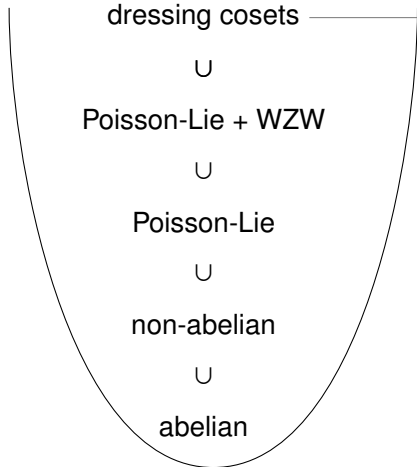 dressing cosets
∪
Poisson-Lie + WZW
∪
Poisson-Lie
∪
non-abelian
∪
abelian